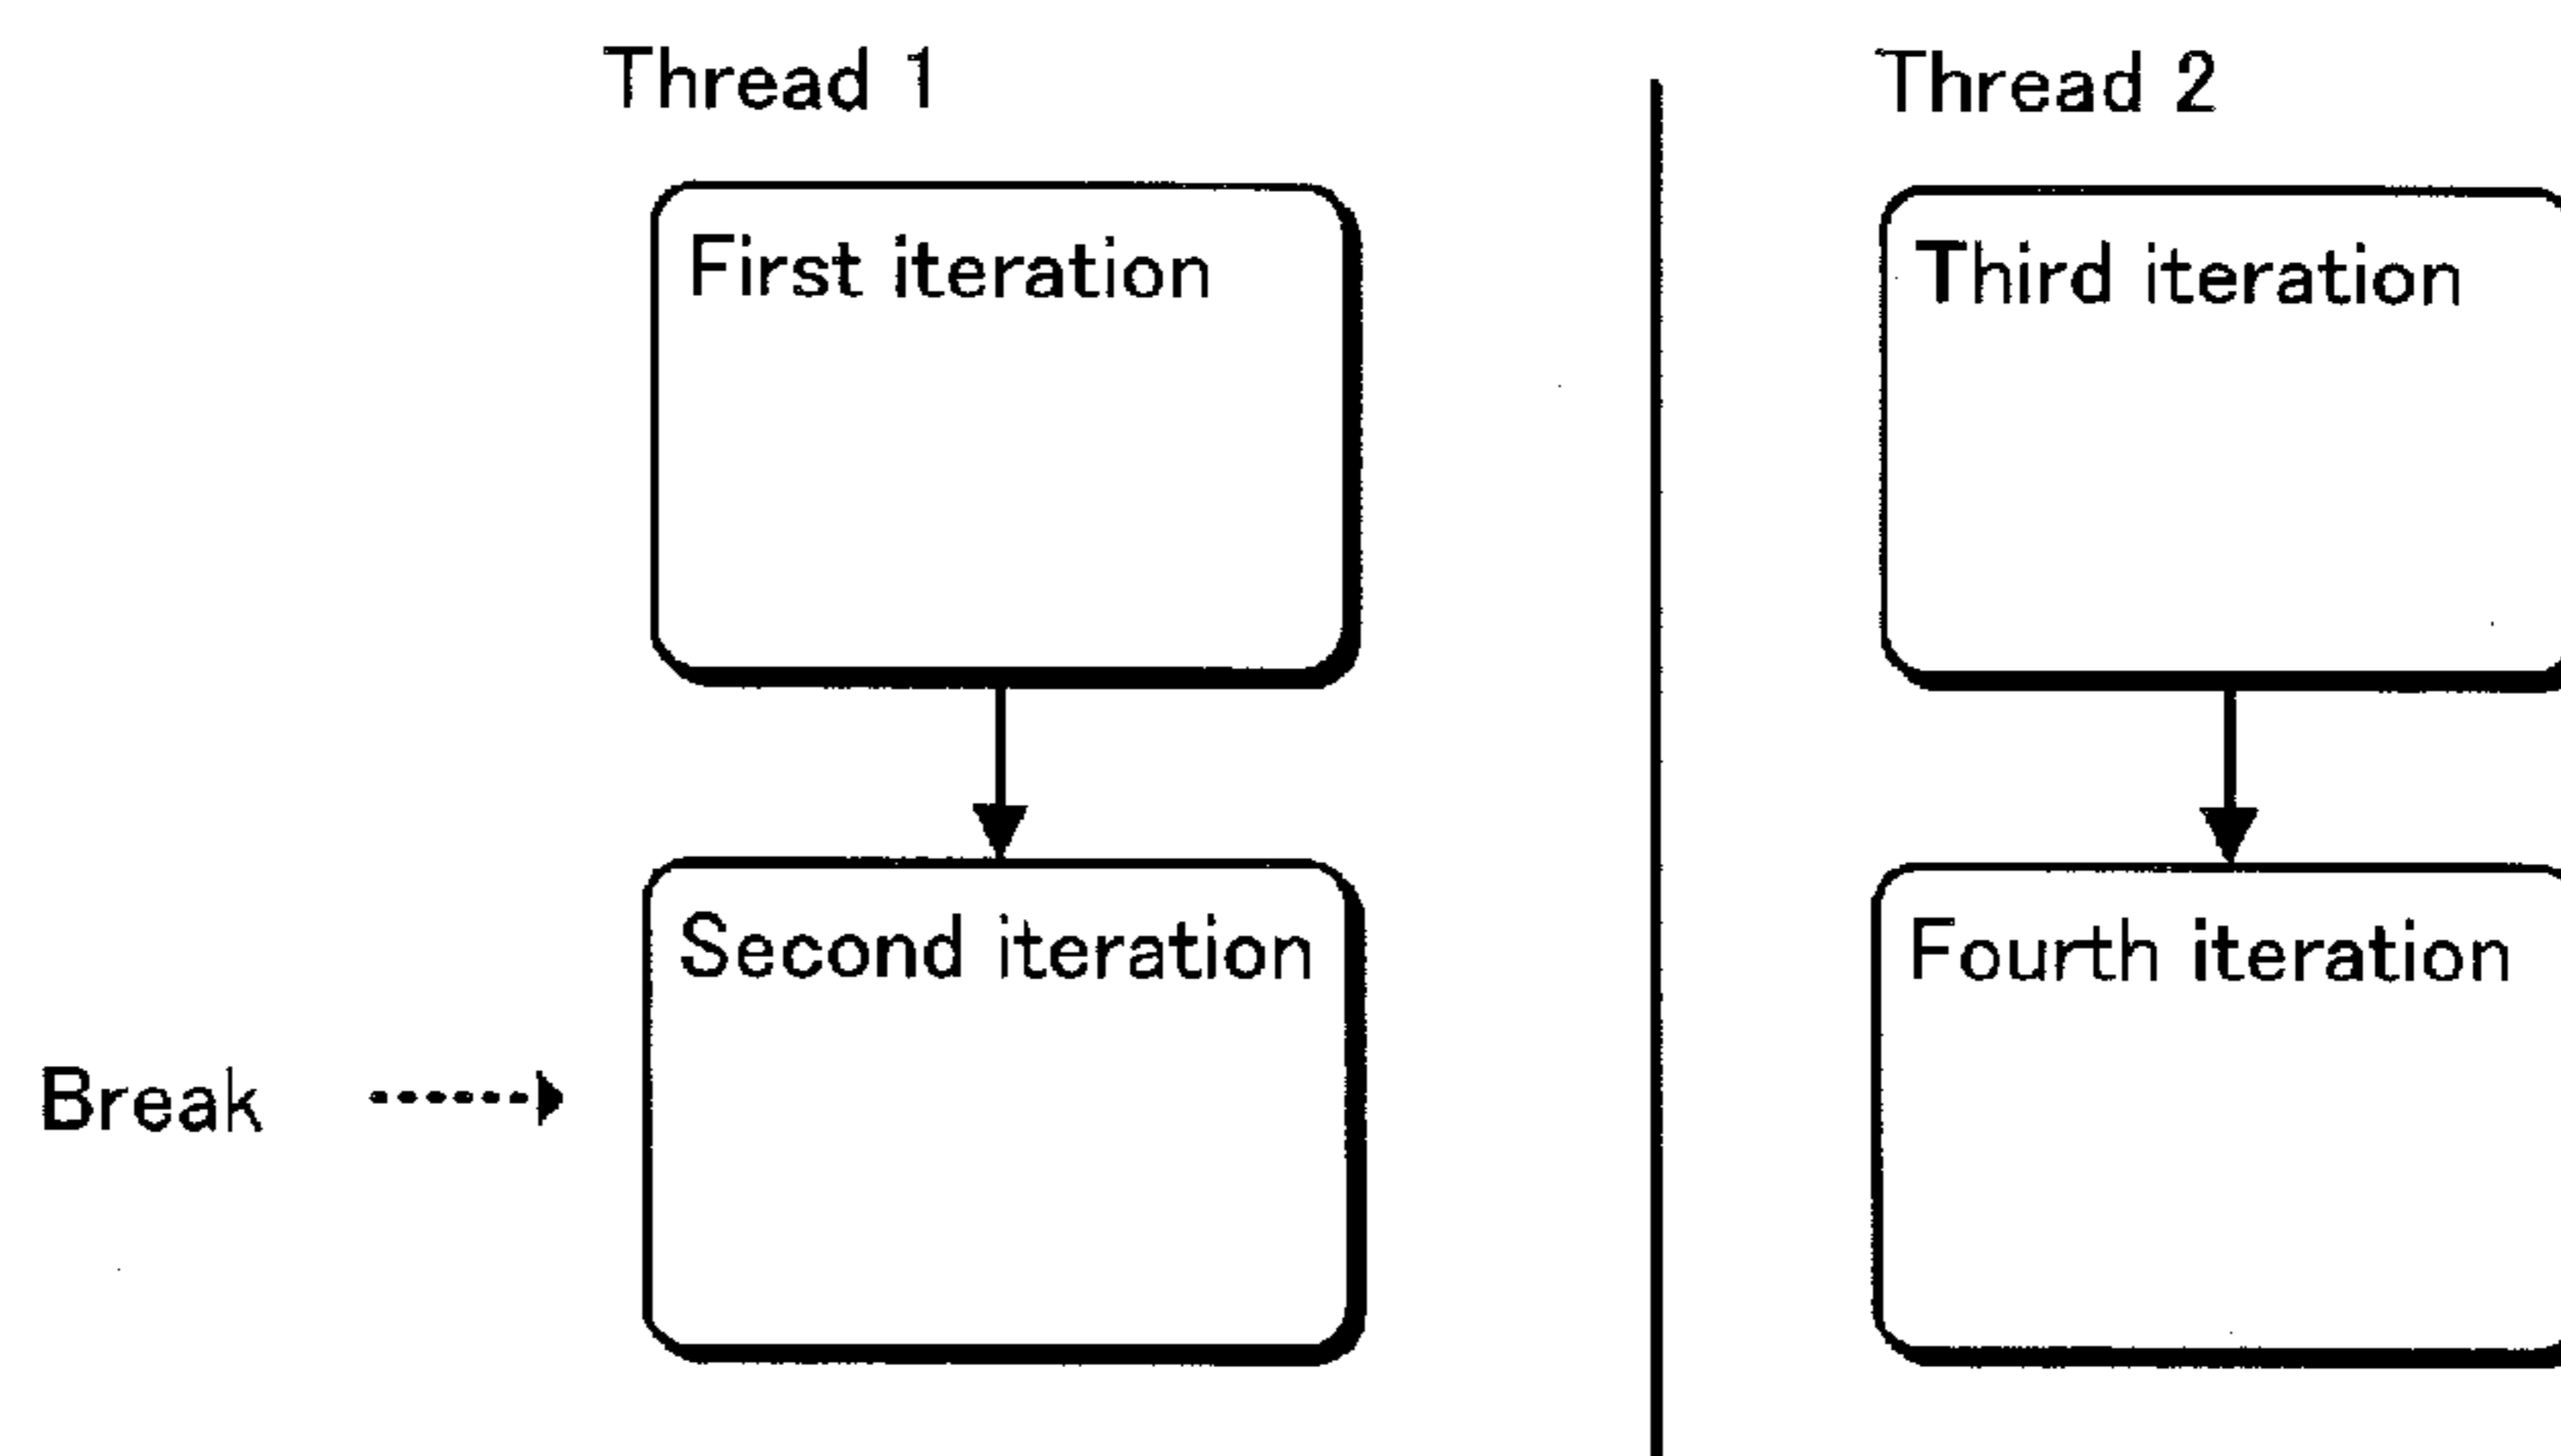 Thread 1
Thread 2
First iteration
Third iteration
Second iteration
Fourth iteration
Break